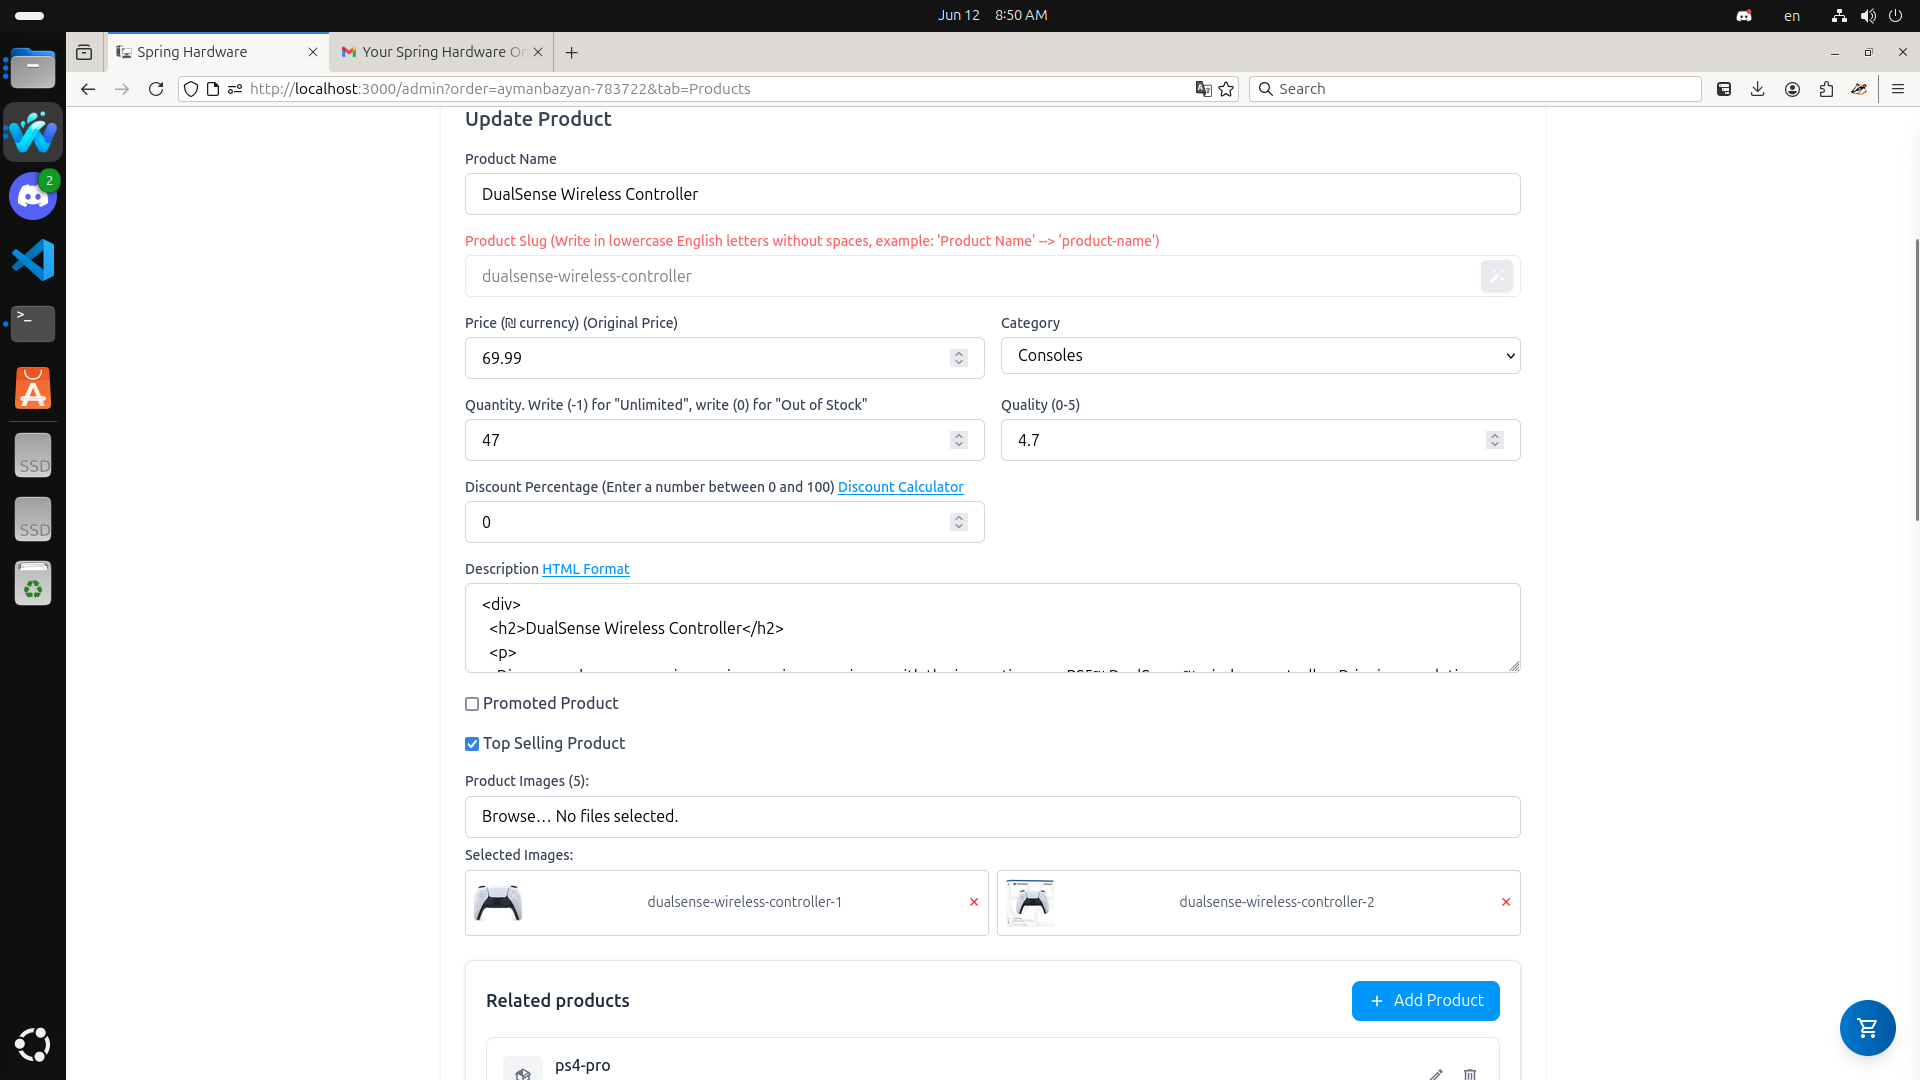 Jun 12 8:50 AM
en
Spring Hardware
Your Spring Hardware Or
http://localhost:3000/admin?order=aymanbazyan-783722&tab=Products
Search
2
>_
SSD
SSD
Update Product
Product Name
DualSense Wireless Controller
Product Slug (Write in lowercase English letters without spaces, example: 'Product Name' --> 'product-name')
dualsense-wireless-controller
Price (₪ currency) (Original Price)
Category
69.99
Consoles
Quantity. Write (-1) for "Unlimited", write (0) for "Out of Stock"
Quality (0-5)
47
4.7
Discount Percentage (Enter a number between 0 and 100) Discount Calculator
0
Description HTML Format
<div>
<h2>DualSense Wireless Controller</h2>
<p>
Promoted Product
Top Selling Product
Product Images (5):
Browse… No files selected.
Selected Images:
dualsense-wireless-controller-1
dualsense-wireless-controller-2
Related products
Add Product
ps4-pro